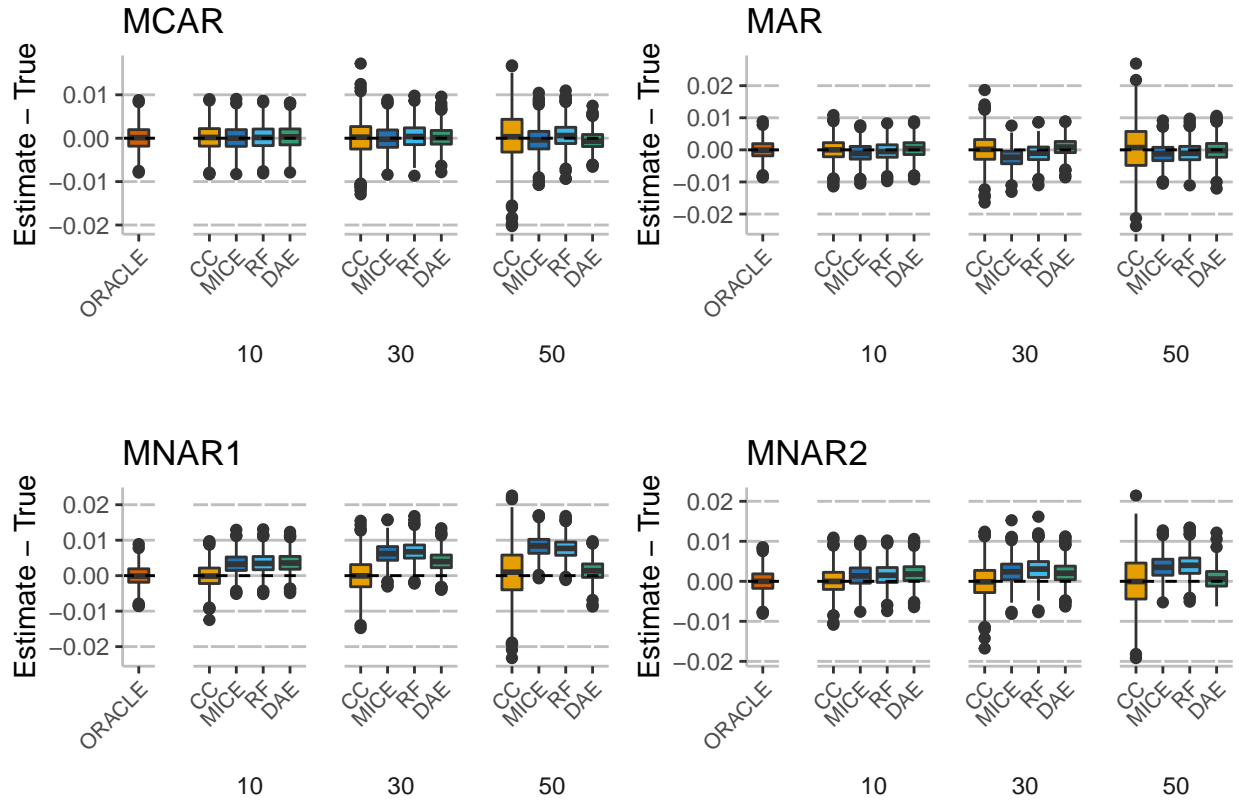 MCAR
Estimate − True
0.01
0.00
−0.01
−0.02
ORACLE
CC
MICE
RF
DAE
CC
MICE
RF
DAE
CC
MICE
RF
DAE
10
30
50
MAR
Estimate − True
0.02
0.01
0.00
−0.01
−0.02
ORACLE
CC
MICE
RF
DAE
CC
MICE
RF
DAE
CC
MICE
RF
DAE
10
30
50
MNAR1
Estimate − True
0.02
0.01
0.00
−0.01
−0.02
ORACLE
CC
MICE
RF
DAE
CC
MICE
RF
DAE
CC
MICE
RF
DAE
10
30
50
MNAR2
Estimate − True
0.02
0.01
0.00
−0.01
−0.02
ORACLE
CC
MICE
RF
DAE
CC
MICE
RF
DAE
CC
MICE
RF
DAE
10
30
50